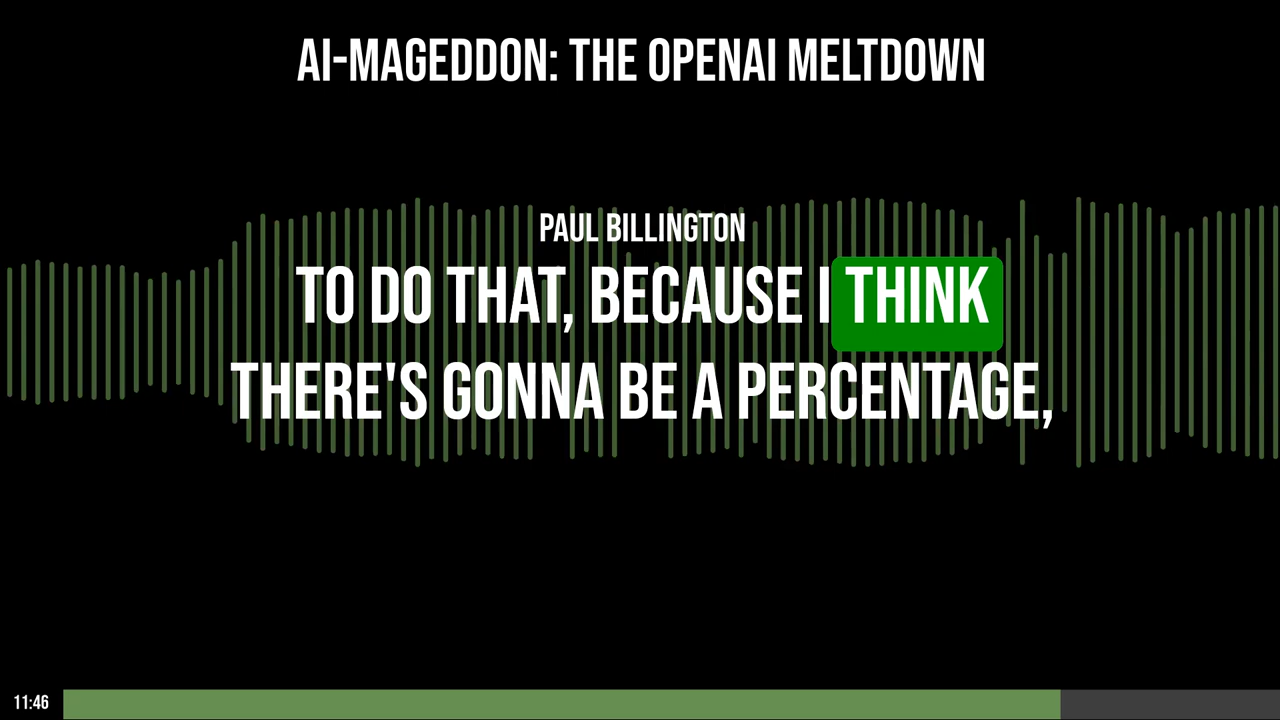 AI-MAGEDDON: THE OPENAI MELTDOWN
PAUL BILLINGTON
TO DO THAT, BECAUSE I THINK
THERE'S GONNA BE A PERCENTAGE,
11:46